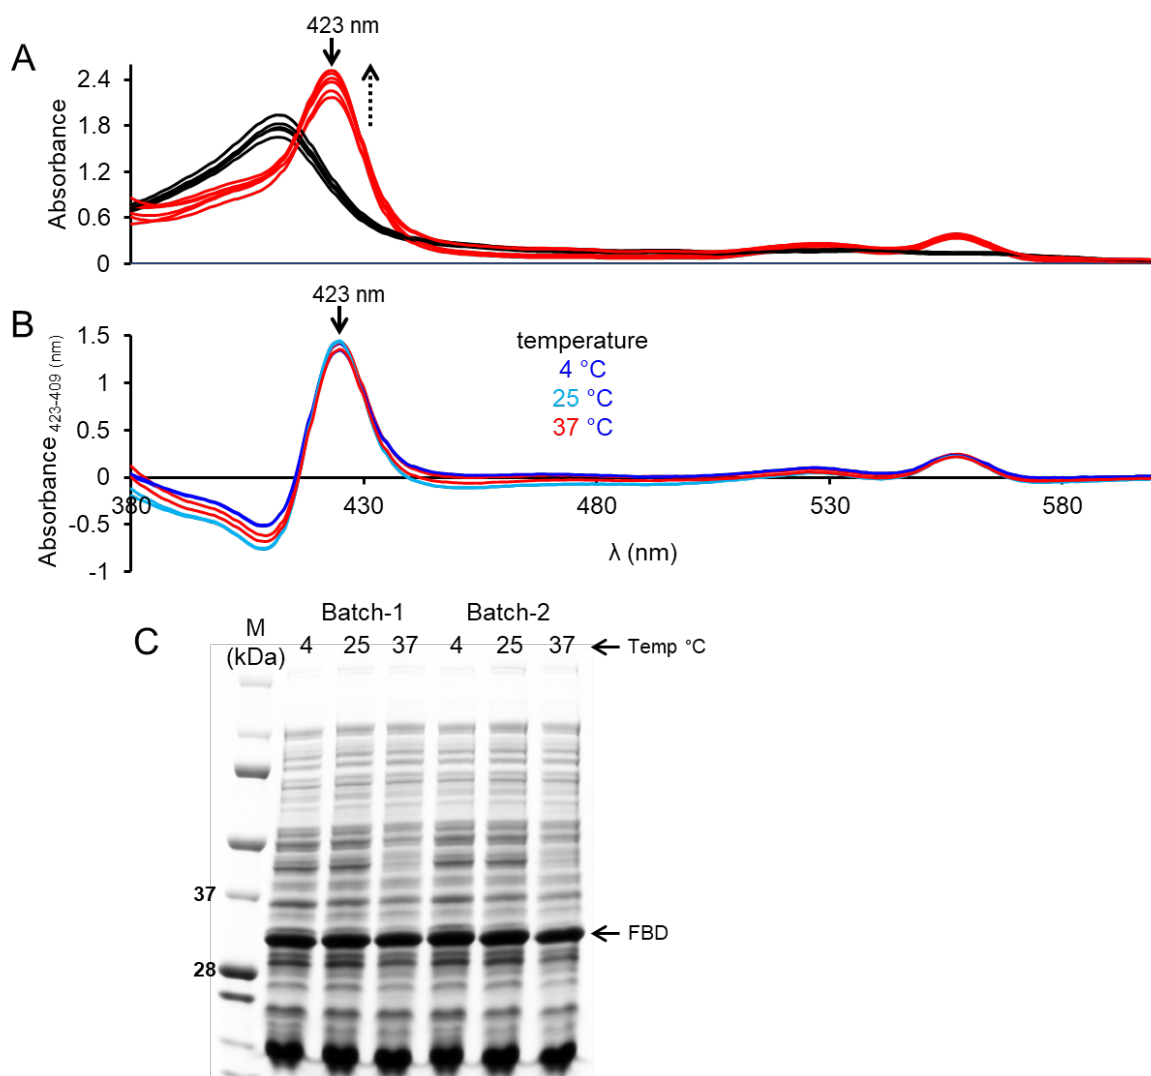 423 nm
A
2.4
1.8
1.2
0.6
0
Absorbance
423 nm
B
1.5
1
0.5
0
-0.5
-1
Absorbance 423-409 (nm)
temperature
4 °C
25 °C
37 °C
380 430 480 530 580
λ (nm)
C
M
(kDa)
Batch-1 Batch-2
4 25 37 4 25 37 Temp °C
37
FBD
28